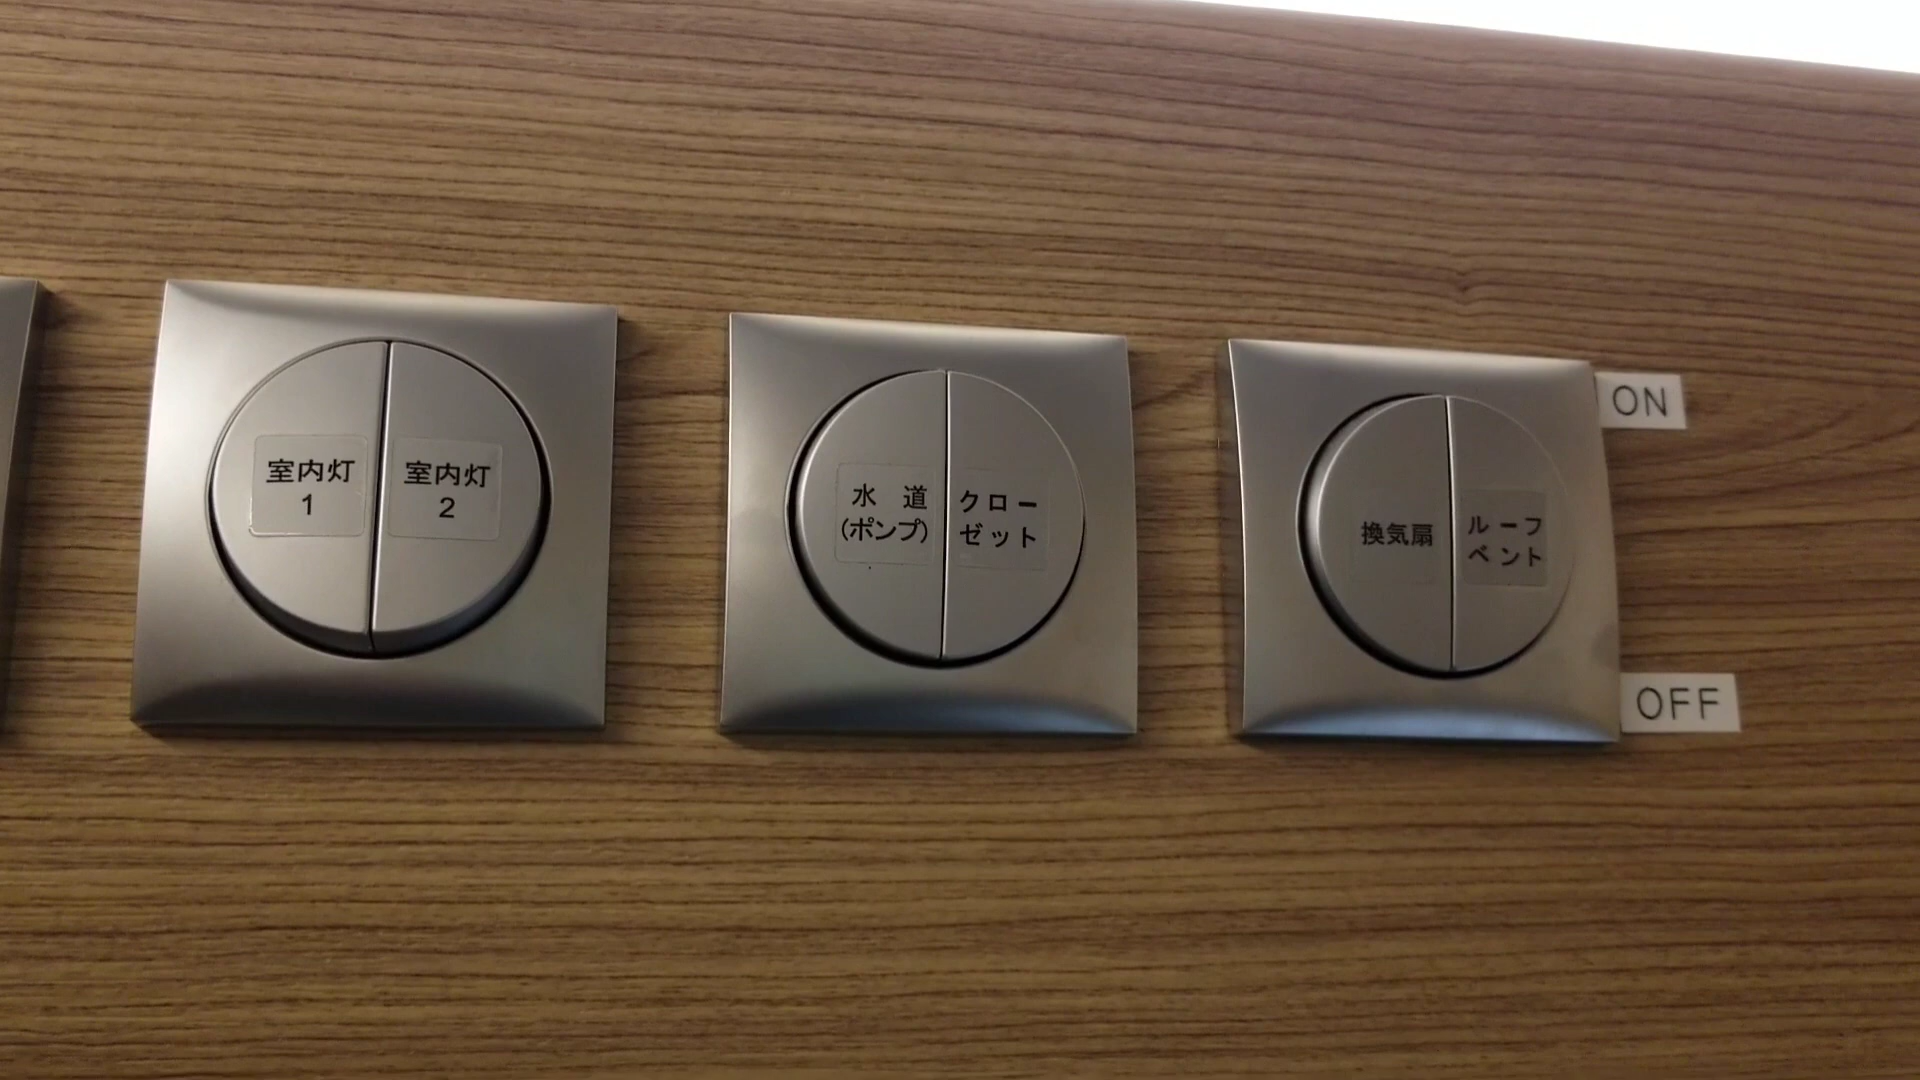 室内灯
1
室内灯
2
水 道
(ポンプ)
クロー
ゼット
換気扇
ルーフ
ベント
ON
OFF